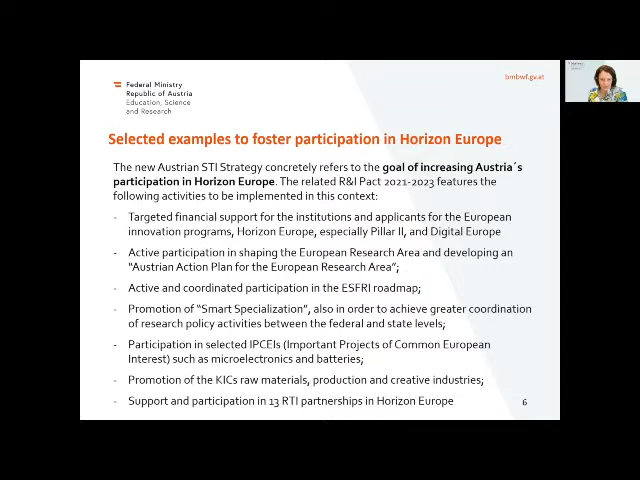 bmbwf.gv.at
Federal Ministry
Republic of Austria
Education, Science
and Research
Selected examples to foster participation in Horizon Europe
The new Austrian STI Strategy concretely refers to the goal of increasing Austria´s
participation in Horizon Europe. The related R&I Pact 2021-2023 features the
following activities to be implemented in this context:
- Targeted financial support for the institutions and applicants for the European
innovation programs, Horizon Europe, especially Pillar II, and Digital Europe
- Active participation in shaping the European Research Area and developing an
"Austrian Action Plan for the European Research Area";
- Active and coordinated participation in the ESFRI roadmap;
- Promotion of "Smart Specialization", also in order to achieve greater coordination
of research policy activities between the federal and state levels;
- Participation in selected IPCEIs (Important Projects of Common European
Interest) such as microelectronics and batteries;
- Promotion of the KICs raw materials, production and creative industries;
- Support and participation in 13 RTI partnerships in Horizon Europe
6